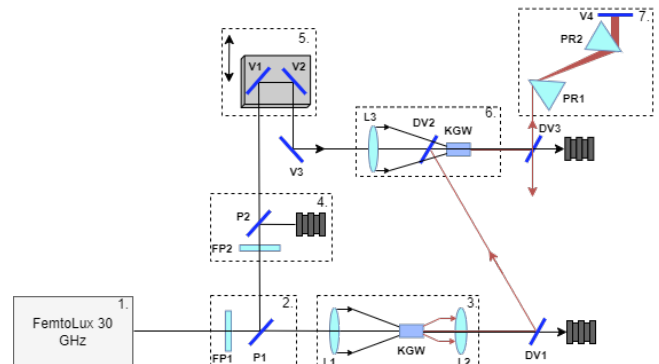 V4
7.
PR2
5.
V1
V2
PR1
6.
L3
DV2
KGW
DV3
V3
4.
P2
FP2
1.
2.
3.
FemtoLux 30
GHz
FP1
P1
L1
KGW
L2
DV1